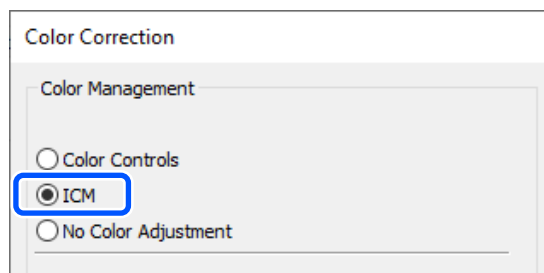 Color Correction
Color Management
Color Controls
ICM
No Color Adjustment